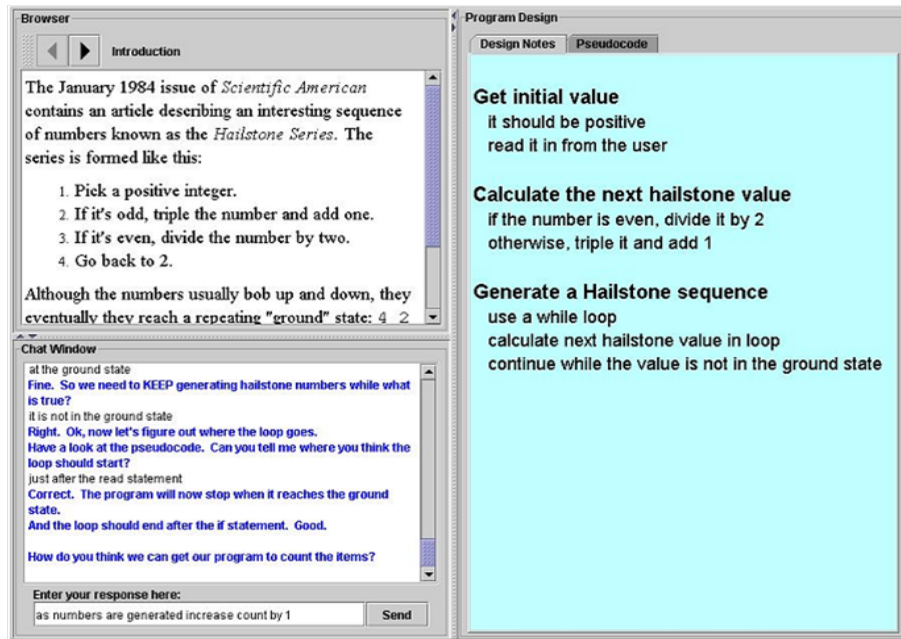 Browser
Introduction
The January 1984 issue of Scientific American
contains an article describing an interesting sequence
of numbers known as the Hailstone Series. The
series is formed like this:
1. Pick a positive integer.
2. If it's odd, triple the number and add one.
3. If it's even, divide the number by two.
4. Go back to 2.
Although the numbers usually bob up and down, they
eventually they reach a repeating "ground" state: 4 2
Chat Window
at the ground state
Fine. So we need to KEEP generating hailstone numbers while what
is true?
it is not in the ground state
Right. Ok, now let's figure out where the loop goes.
Have a look at the pseudocode. Can you tell me where you think the
loop should start?
just after the read statement
Correct. The program will now stop when it reaches the ground
state.
And the loop should end after the if statement. Good.
How do you think we can get our program to count the items?
Enter your response here:
as numbers are generated increase count by 1
Send
Program Design
Design Notes
Pseudocode
Get initial value
it should be positive
read it in from the user
Calculate the next hailstone value
if the number is even, divide it by 2
otherwise, triple it and add 1
Generate a Hailstone sequence
use a while loop
calculate next hailstone value in loop
continue while the value is not in the ground state